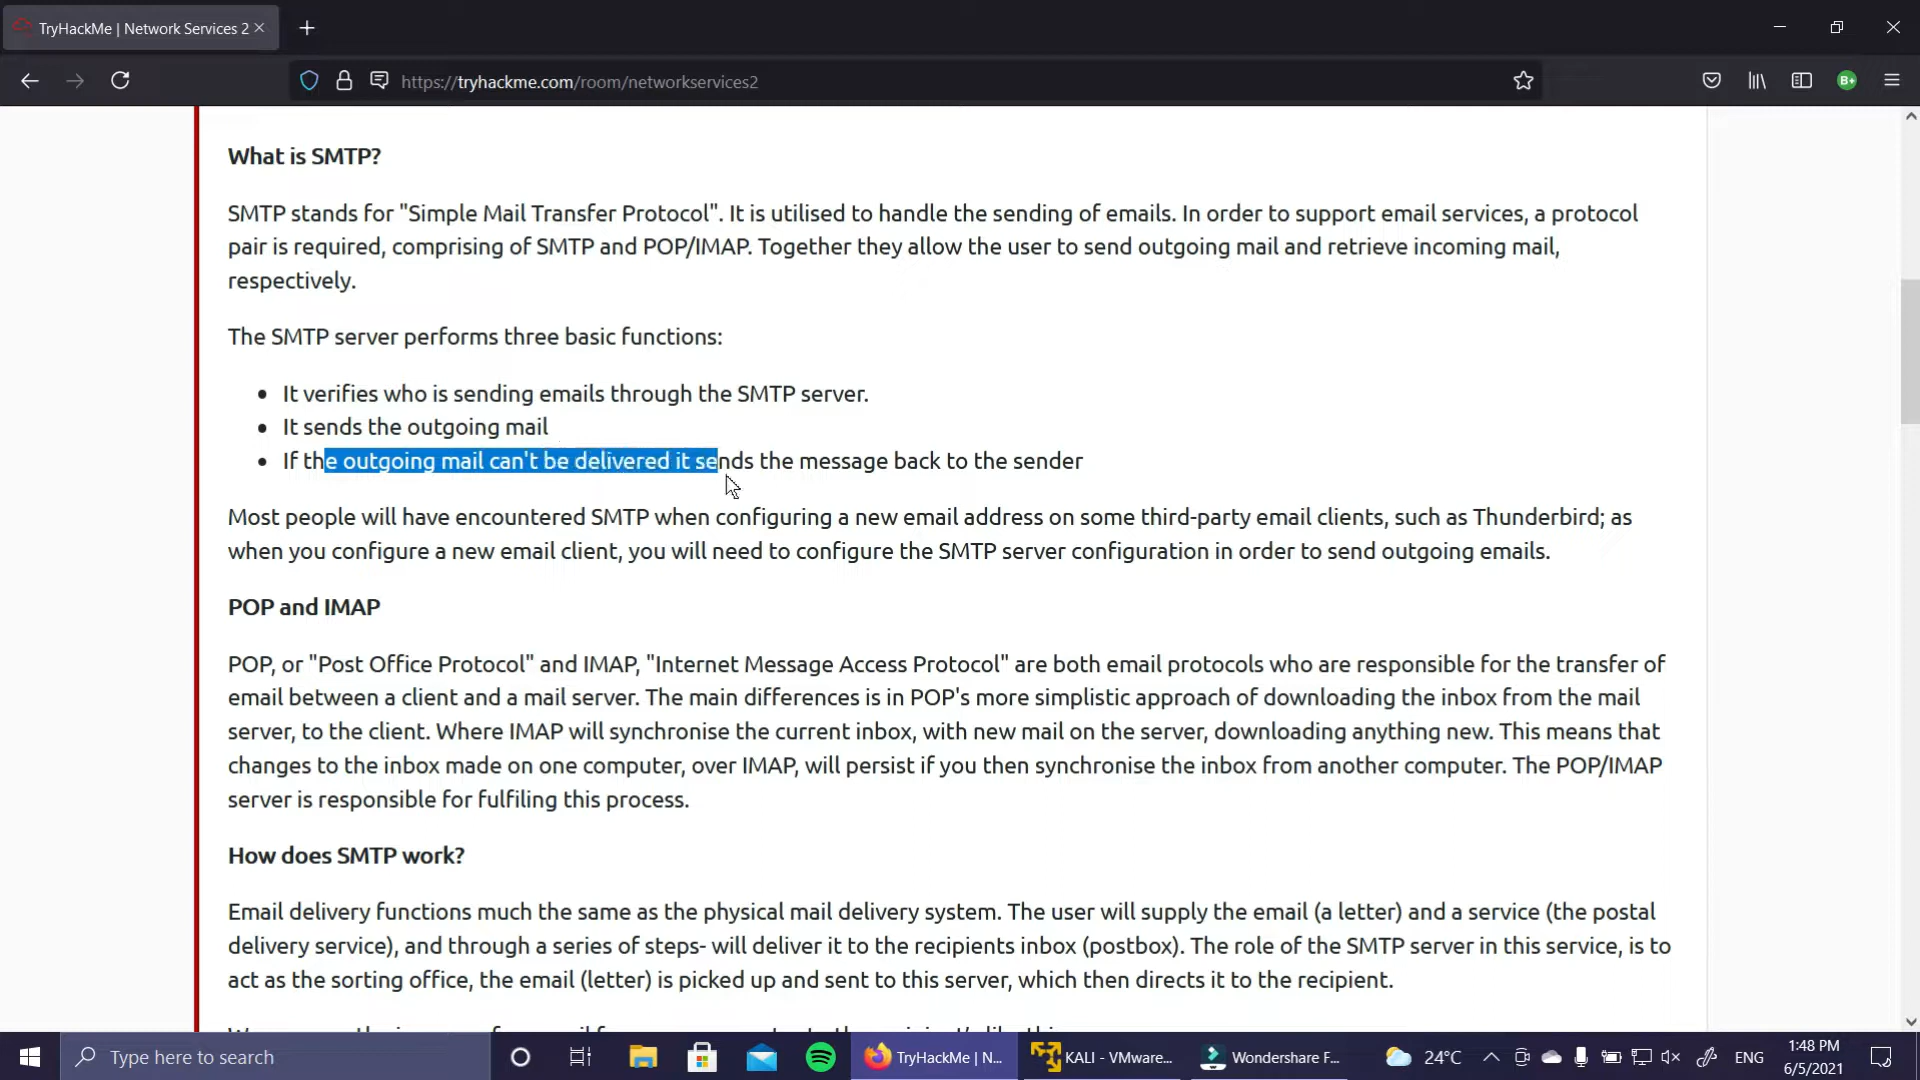 TryHackMe | Network Services 2
https://tryhackme.com/room/networkservices2
B+
What is SMTP?
SMTP stands for "Simple Mail Transfer Protocol". It is utilised to handle the sending of emails. In order to support email services, a protocol
pair is required, comprising of SMTP and POP/IMAP. Together they allow the user to send outgoing mail and retrieve incoming mail,
respectively.
The SMTP server performs three basic functions:
• It verifies who is sending emails through the SMTP server.
• It sends the outgoing mail
• If the outgoing mail can't be delivered it sends the message back to the sender
Most people will have encountered SMTP when configuring a new email address on some third-party email clients, such as Thunderbird; as
when you configure a new email client, you will need to configure the SMTP server configuration in order to send outgoing emails.
POP and IMAP
POP, or "Post Office Protocol" and IMAP, "Internet Message Access Protocol" are both email protocols who are responsible for the transfer of
email between a client and a mail server. The main differences is in POP's more simplistic approach of downloading the inbox from the mail
server, to the client. Where IMAP will synchronise the current inbox, with new mail on the server, downloading anything new. This means that
changes to the inbox made on one computer, over IMAP, will persist if you then synchronise the inbox from another computer. The POP/IMAP
server is responsible for fulfiling this process.
How does SMTP work?
Email delivery functions much the same as the physical mail delivery system. The user will supply the email (a letter) and a service (the postal
delivery service), and through a series of steps- will deliver it to the recipients inbox (postbox). The role of the SMTP server in this service, is to
act as the sorting office, the email (letter) is picked up and sent to this server, which then directs it to the recipient.
Type here to search
TryHackMe | N...
KALI - VMware...
Wondershare F...
24°C
ENG
1:48 PM
6/5/2021